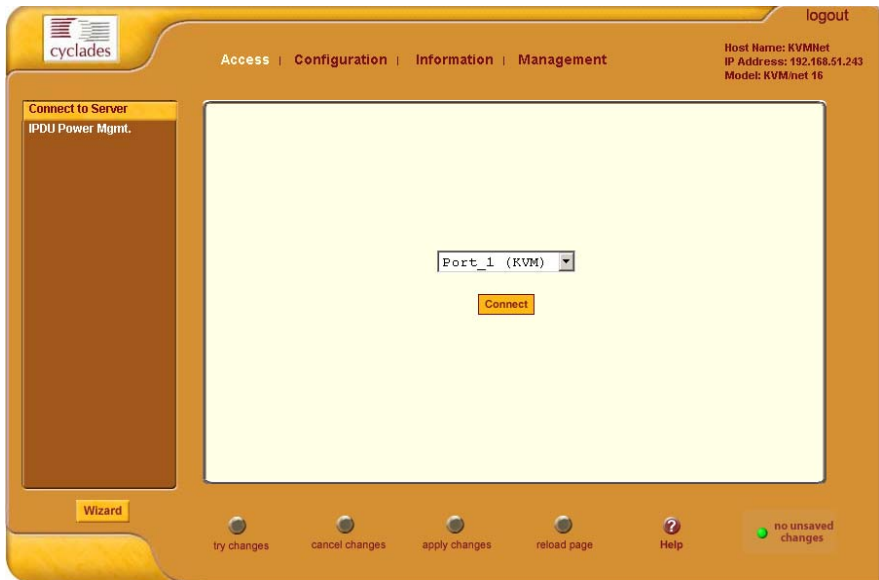 logout
cyclades
Access | Configuration | Information | Management
Host Name: KVMNet
IP Address: 192.168.51.243
Model: KVM/net 16
Connect to Server
IPDU Power Mgmt.
Port_1 (KVM)
Connect
Wizard
try changes
cancel changes
apply changes
reload page
?
Help
no unsaved
changes